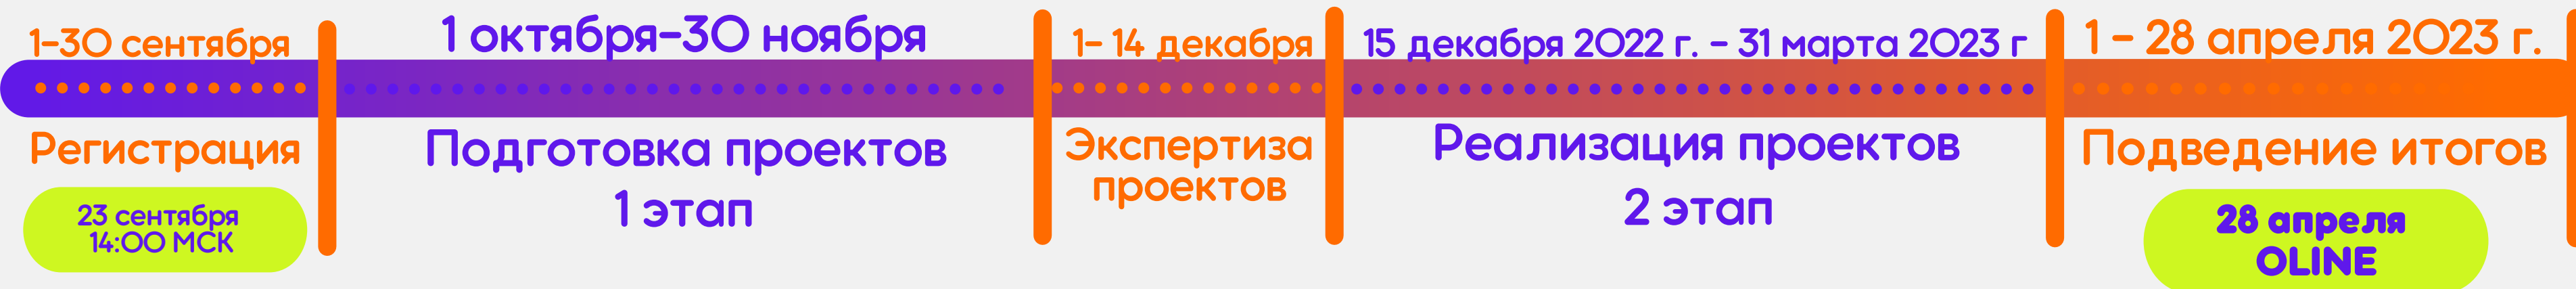 1-30 сентября
Регистрация
23 сентября
14:00 МСК
1 октября-30 ноября
Подготовка проектов
1 этап
1- 14 декабря
Экспертиза
проектов
15 декабря 2022 г. - 31 марта 2023 г
Реализация проектов
2 этап
1 - 28 апреля 2023 г.
Подведение итогов
28 апреля
OLINE